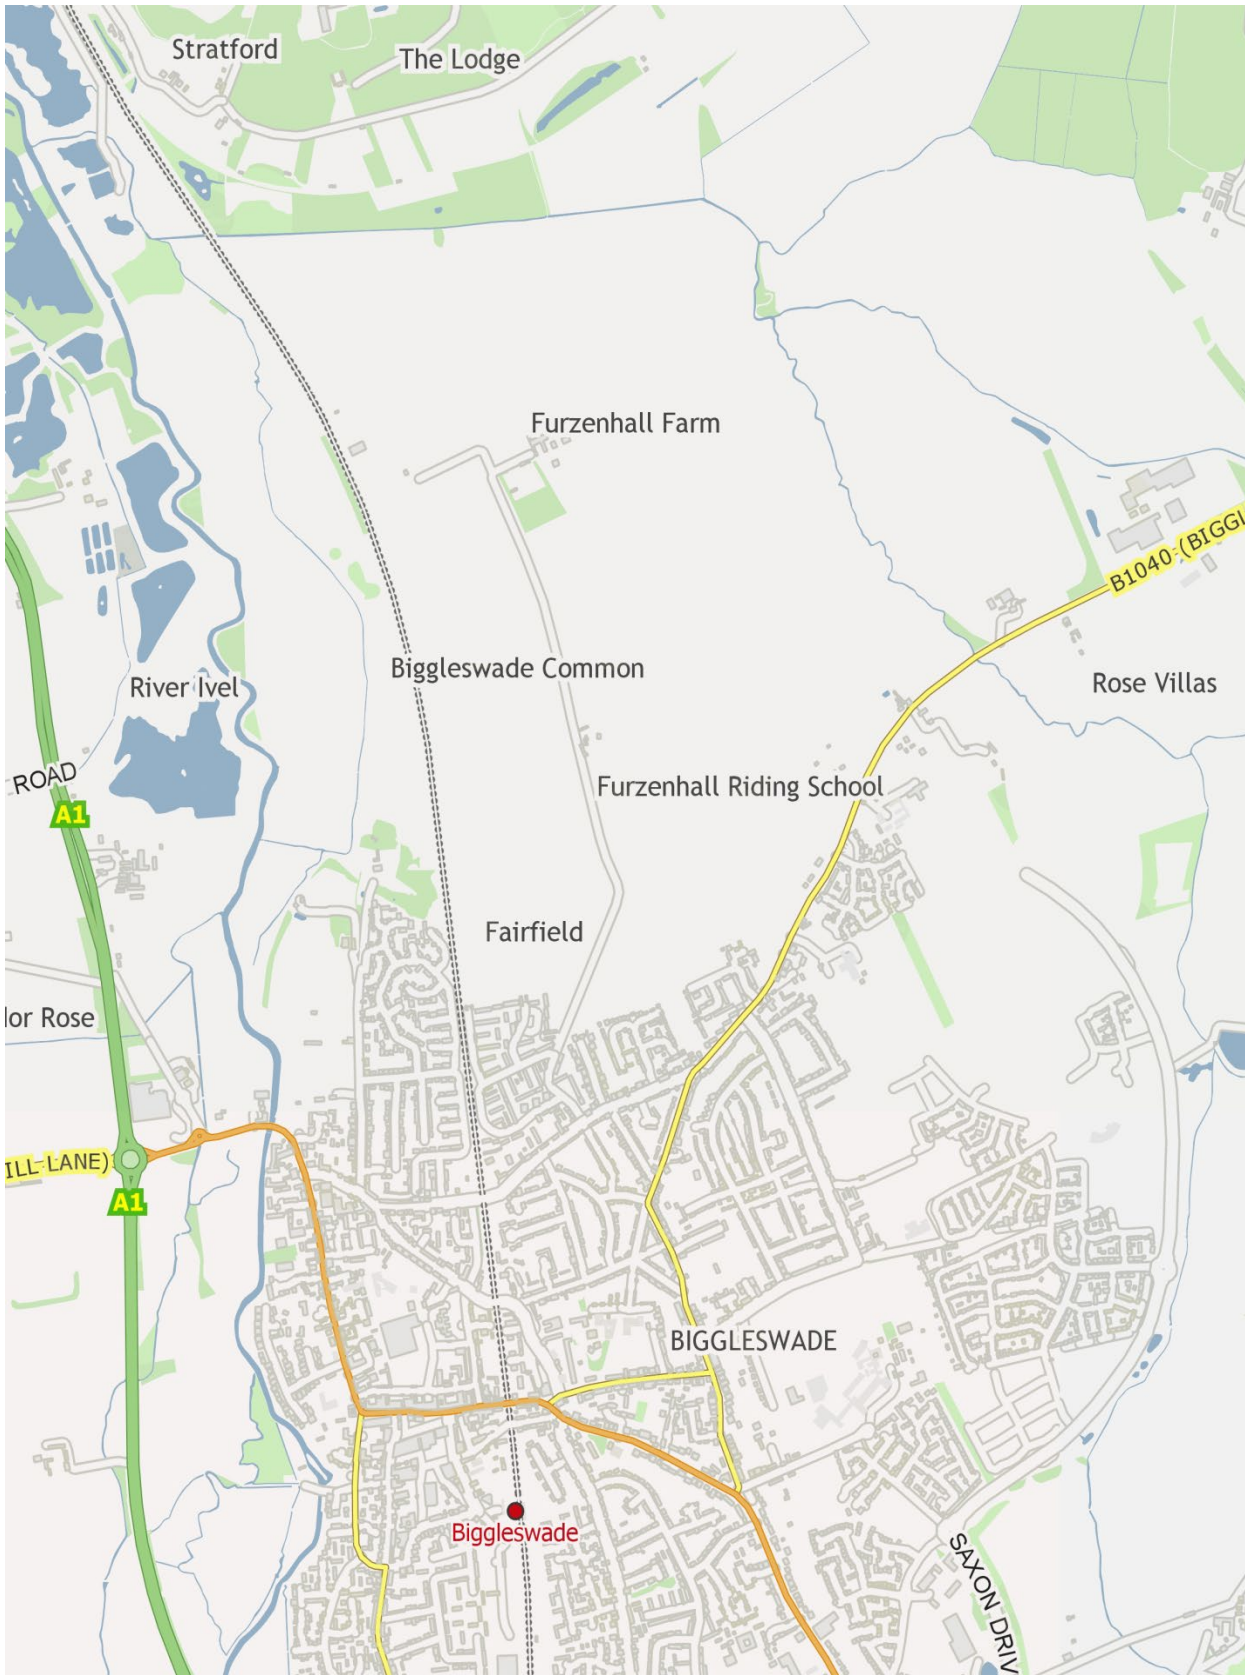 Stratford
The Lodge
Furzenhall Farm
B1040 (BIGGL
Biggleswade Common
River Ivel
Rose Villas
ROAD
Furzenhall Riding School
A1
Fairfield
lor Rose
ILL LANE)
A1
BIGGLESWADE
Biggleswade
SAXON DRIV